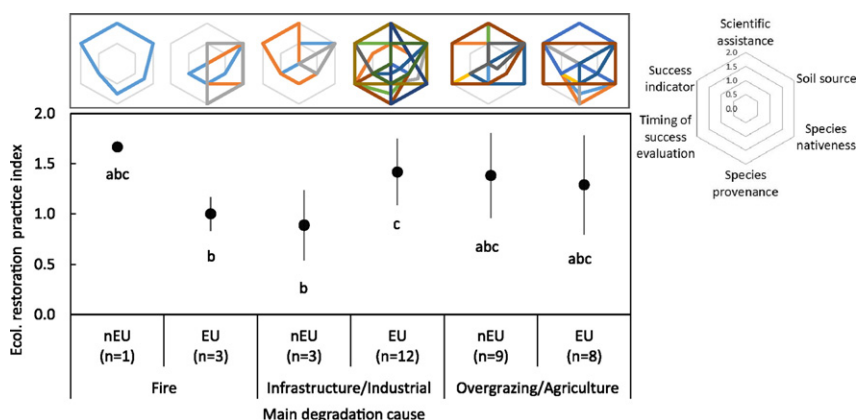 Scientific
assistance
2.0
1.5
1.0
0.5
0.0
Soil source
Species
nativeness
Species
provenance
Timing of
success
evaluation
Success
indicator
Ecol. restoration practice index
2.0
1.5
1.0
0.5
0.0
abc
b
b
c
abc
abc
nEU EU nEU EU nEU EU
(n=1) (n=3) (n=3) (n=12) (n=9) (n=8)
Fire Infrastructure/Industrial Overgrazing/Agriculture
Main degradation cause